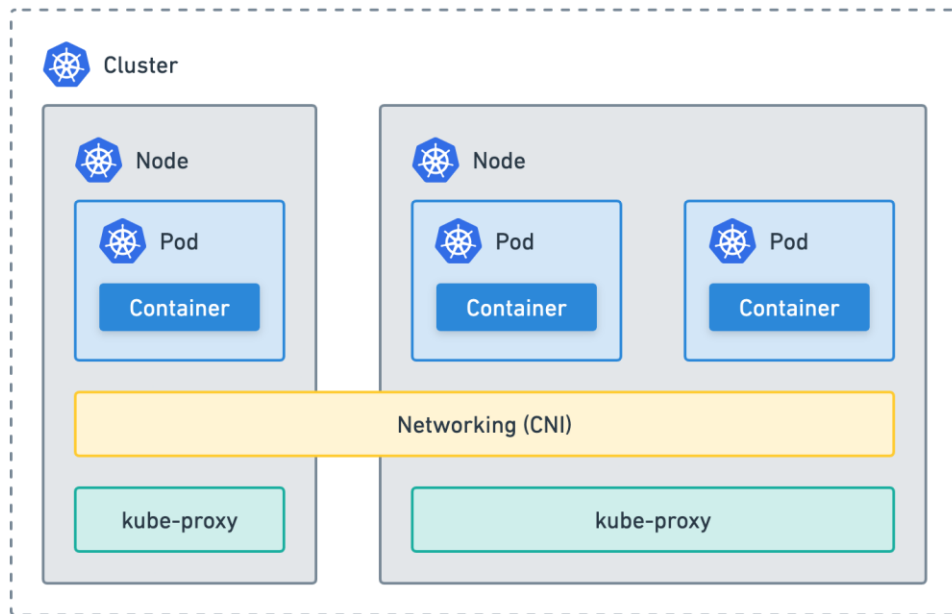 Cluster
Node
Node
Pod
Pod
Pod
Container
Container
Container
Networking (CNI)
kube-proxy
kube-proxy